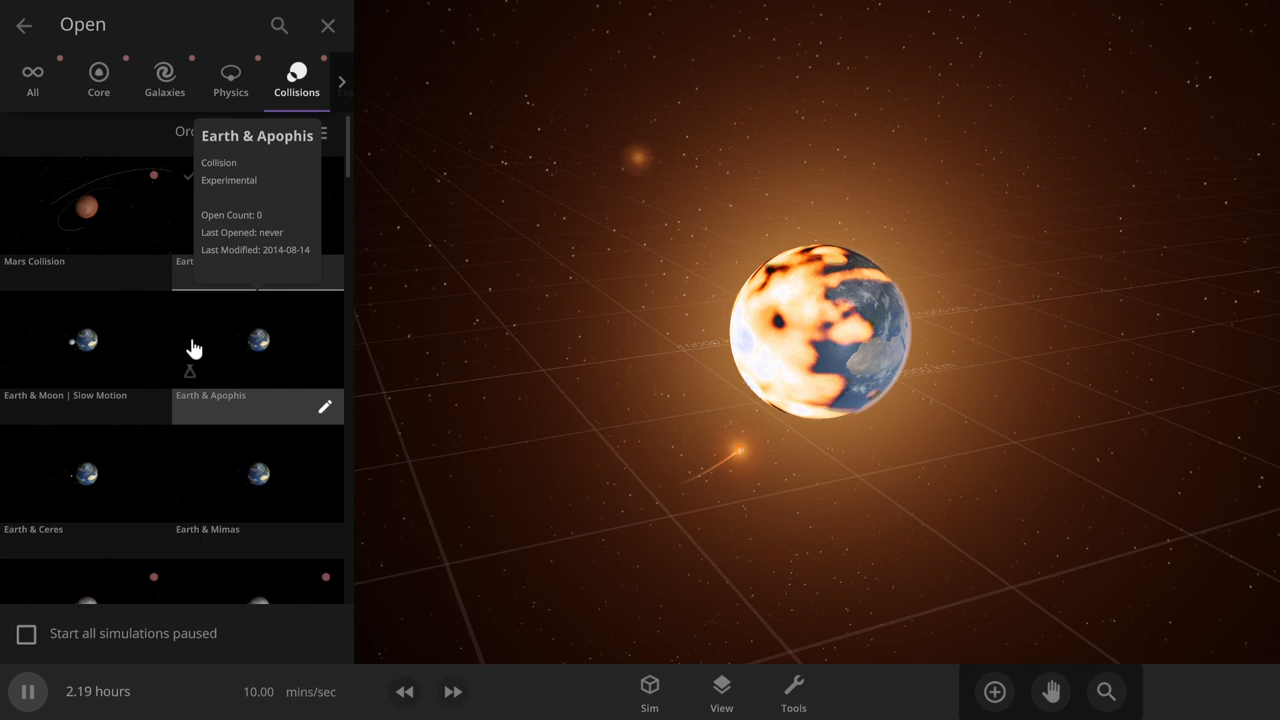 Open
All
Core
Galaxies
Physics
Collisions
Ord
Earth & Apophis
Collision
Experimental
Open Count: 0
Last Opened: never
Last Modified: 2014-08-14
Mars Collision
Eart
Earth & Moon | Slow Motion
Earth & Apophis
Earth & Ceres
Earth & Mimas
Start all simulations paused
2.19 hours
10.00 mins/sec
Sim
View
Tools